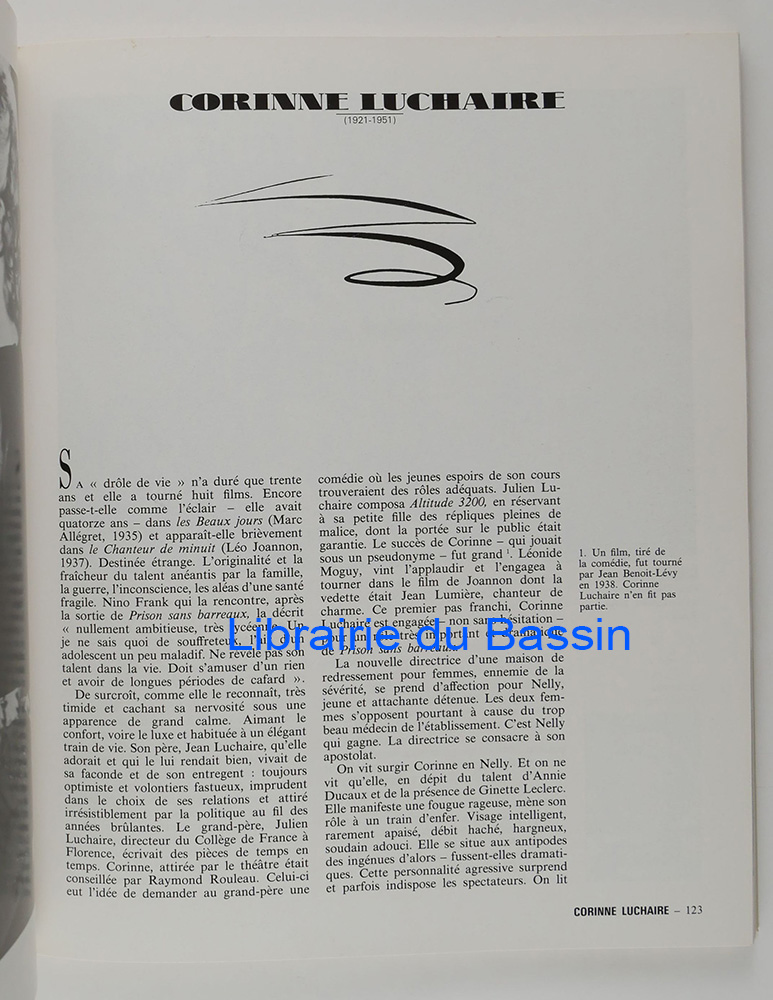 CORINNE LUCHAIRE
(1921-1951)
SA « drôle de vie » n'a duré que trente
ans et elle a tourné huit films. Encore
passe-t-elle comme l'éclair – elle avait
quatorze ans – dans les Beaux jours (Marc
Allégret, 1935) et apparaît-elle brièvement
dans le Chanteur de minuit (Léo Joannon,
1937). Destinée étrange. L'originalité et la
fraîcheur du talent anéantis par la famille,
la guerre, l'inconscience, les aléas d'une santé
fragile. Nino Frank qui la rencontre, après
la sortie de Prison sans barreaux, la décrit
« nullement ambitieuse, très lycéenne. Un
je ne sais quoi de souffreteux, l'air d'un
adolescent un peu maladif. Ne révèle pas son
talent dans la vie. Doit s'amuser d'un rien
et avoir de longues périodes de cafard ».
De surcroît, comme elle le reconnaît, très
timide et cachant sa nervosité sous une
apparence de grand calme. Aimant le
confort, voire le luxe et habituée à un élégant
train de vie. Son père, Jean Luchaire, qu'elle
adorait et qui le lui rendait bien, vivait de
sa faconde et de son entregent : toujours
optimiste et volontiers fastueux, imprudent
dans le choix de ses relations et attiré
irrésistiblement par la politique au fil des
années brûlantes. Le grand-père, Julien
Luchaire, directeur du Collège de France à
Florence, écrivait des pièces de temps en
temps. Corinne, attirée par le théâtre était
conseillée par Raymond Rouleau. Celui-ci
eut l'idée de demander au grand-père une
comédie où les jeunes espoirs de son cours
trouveraient des rôles adéquats. Julien Lu-
chaire composa Altitude 3200, en réservant
à sa petite fille des répliques pleines de
malice, dont la portée sur le public était
garantie. Le succès de Corinne – qui jouait
sous un pseudonyme – fut grand 1. Léonide
Moguy, vint l'applaudir et l'engagea à
tourner dans le film de Joannon dont la
vedette était Jean Lumière, chanteur de
charme. Ce premier pas franchi, Corinne
Luchaire est engagée – non sans hésitation –
pour un rôle très important et dramatique
de Prison sans barreaux.
La nouvelle directrice d'une maison de
redressement pour femmes, ennemie de la
sévérité, se prend d'affection pour Nelly,
jeune et attachante détenue. Les deux fem-
mes s'opposent pourtant à cause du trop
beau médecin de l'établissement. C'est Nelly
qui gagne. La directrice se consacre à son
apostolat.
On vit surgir Corinne en Nelly. Et on ne
vit qu'elle, en dépit du talent d'Annie
Ducaux et de la présence de Ginette Leclerc.
Elle manifeste une fougue rageuse, mène son
rôle à un train d'enfer. Visage intelligent,
rarement apaisé, débit haché, hargneux,
soudain adouci. Elle se situe aux antipodes
des ingénues d'alors – fussent-elles dramati-
ques. Cette personnalité agressive surprend
et parfois indispose les spectateurs. On lit
1. Un film, tiré de
la comédie, fut tourné
par Jean Benoit-Lévy
en 1938. Corinne
Luchaire n'en fit pas
partie.
Librairie du Bassin
CORINNE LUCHAIRE – 123